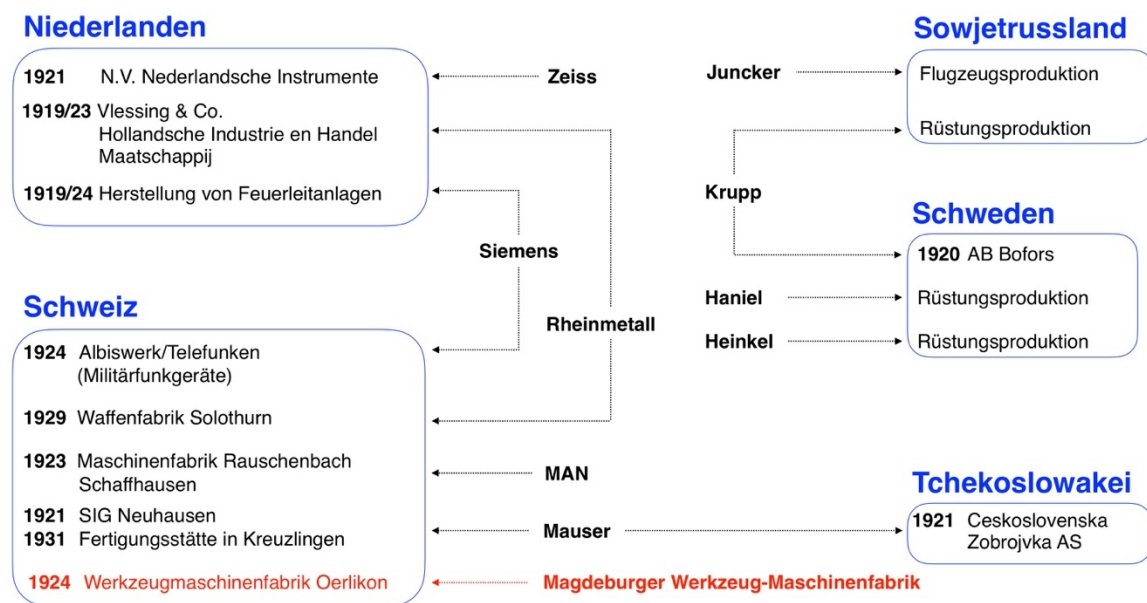 Niederlanden
1921 N.V. Nederlandsche Instrumente
1919/23 Vlessing & Co.
Hollandsche Industrie en Handel
Maatschappij
1919/24 Herstellung von Feuerleitanlagen
Schweiz
1924 Albiswerk/Telefunken
(Militärfunkgeräte)
1929 Waffenfabrik Solothurn
1923 Maschinenfabrik Rauschenbach
Schaffhausen
1921 SIG Neuhausen
1931 Fertigungsstätte in Kreuzlingen
1924 Werkzeugmaschinenfabrik Oerlikon
Zeiss
Siemens
Rheinmetall
MAN
Mauser
Magdeburger Werkzeug-Maschinenfabrik
Juncker
Krupp
Haniel
Heinkel
Sowjetrussland
Flugzeugsproduktion
Rüstungsproduktion
Schweden
1920 AB Bofors
Rüstungsproduktion
Rüstungsproduktion
Tchekoslowakei
1921 Ceskoslovenska
Zobrojvka AS